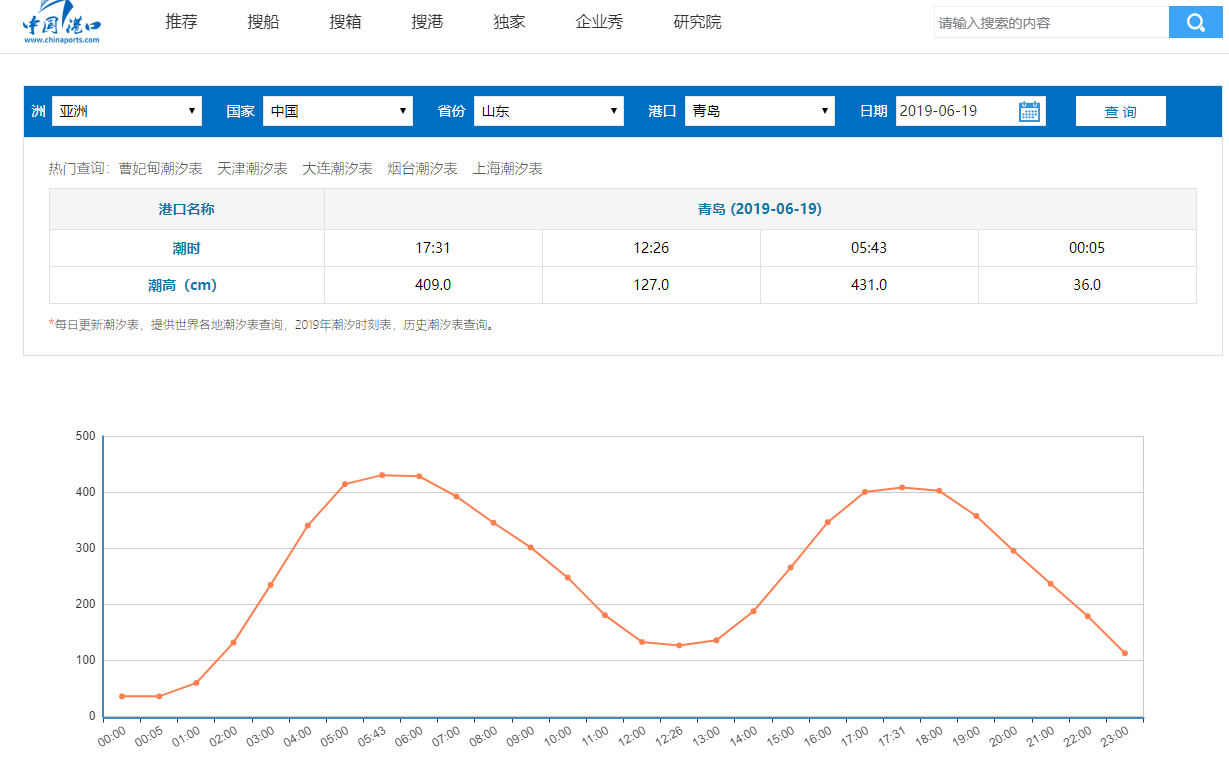 中国港口
www.chinaports.com
推荐 搜船 搜箱 搜港 独家 企业秀 研究院 请输入搜索的内容
洲 亚洲 国家 中国 省份 山东 港口 青岛 日期 2019-06-19 查 询
热门查询: 曹妃甸潮汐表 天津潮汐表 大连潮汐表 烟台潮汐表 上海潮汐表
港口名称 青岛 (2019-06-19)
潮时 17:31 12:26 05:43 00:05
潮高（cm） 409.0 127.0 431.0 36.0
*每日更新潮汐表，提供世界各地潮汐表查询，2019年潮汐时刻表，历史潮汐表查询。
500
400
300
200
100
0
00:00 00:05 01:00 02:00 03:00 04:00 05:00 05:43 06:00 07:00 08:00 09:00 10:00 11:00 12:00 12:26 13:00 14:00 15:00 16:00 17:00 17:31 18:00 19:00 20:00 21:00 22:00 23:00